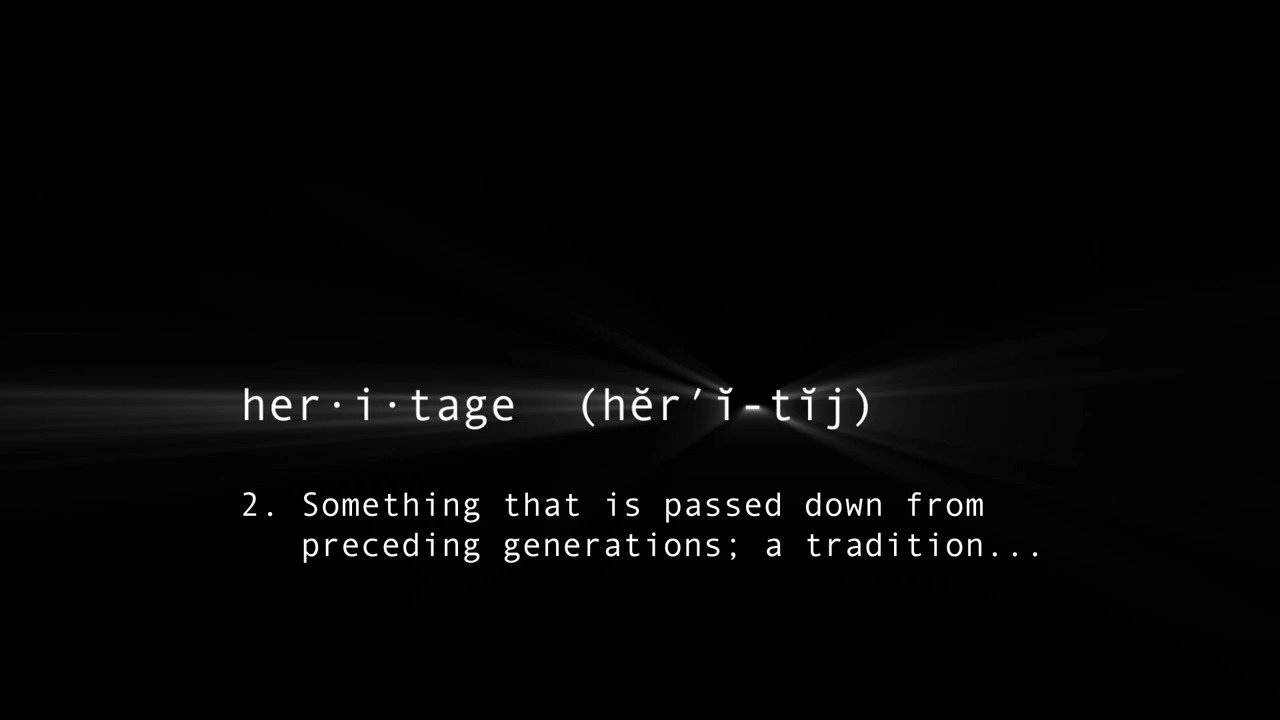 her·i·tage (hĕr′ĭ-tĭj)
2. Something that is passed down from
preceding generations; a tradition...